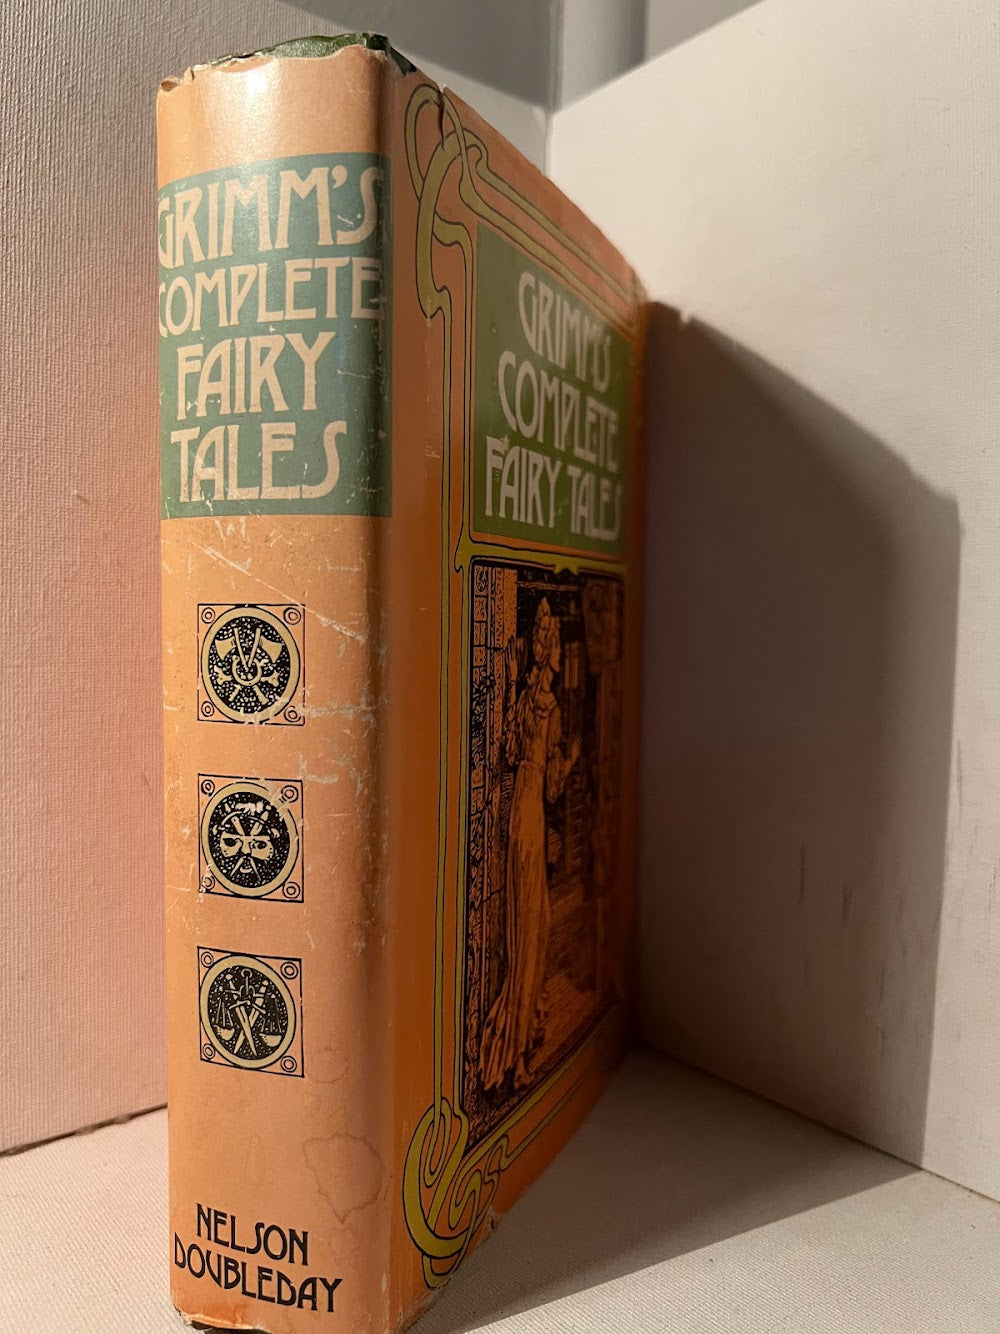 GRIMM'S
COMPLETE
FAIRY
TALES
NELSON
DOUBLEDAY
GRIMM'S
COMPLETE
FAIRY TALES